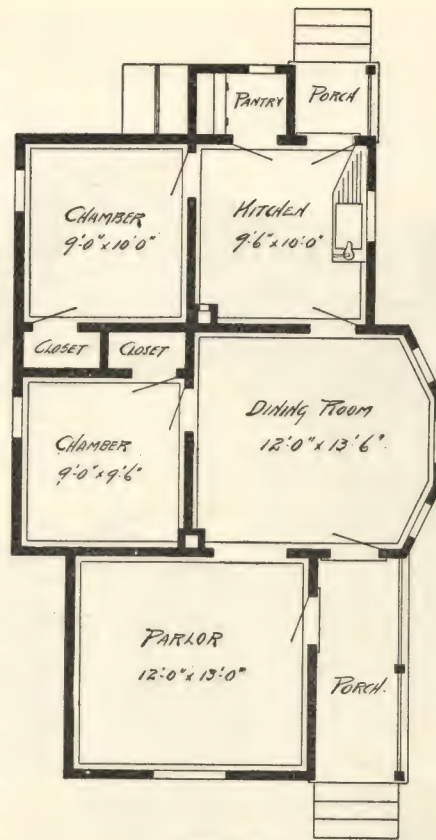 PANTRY
PORCH
CHAMBER
9'-0" x 10'-0"
KITCHEN
9'-6" x 10'-0"
CLOSET
CLOSET
DINING ROOM
12'-0" x 13'-6"
CHAMBER
9'-0" x 9'-6"
PARLOR
12'-0" x 13'-0"
PORCH.